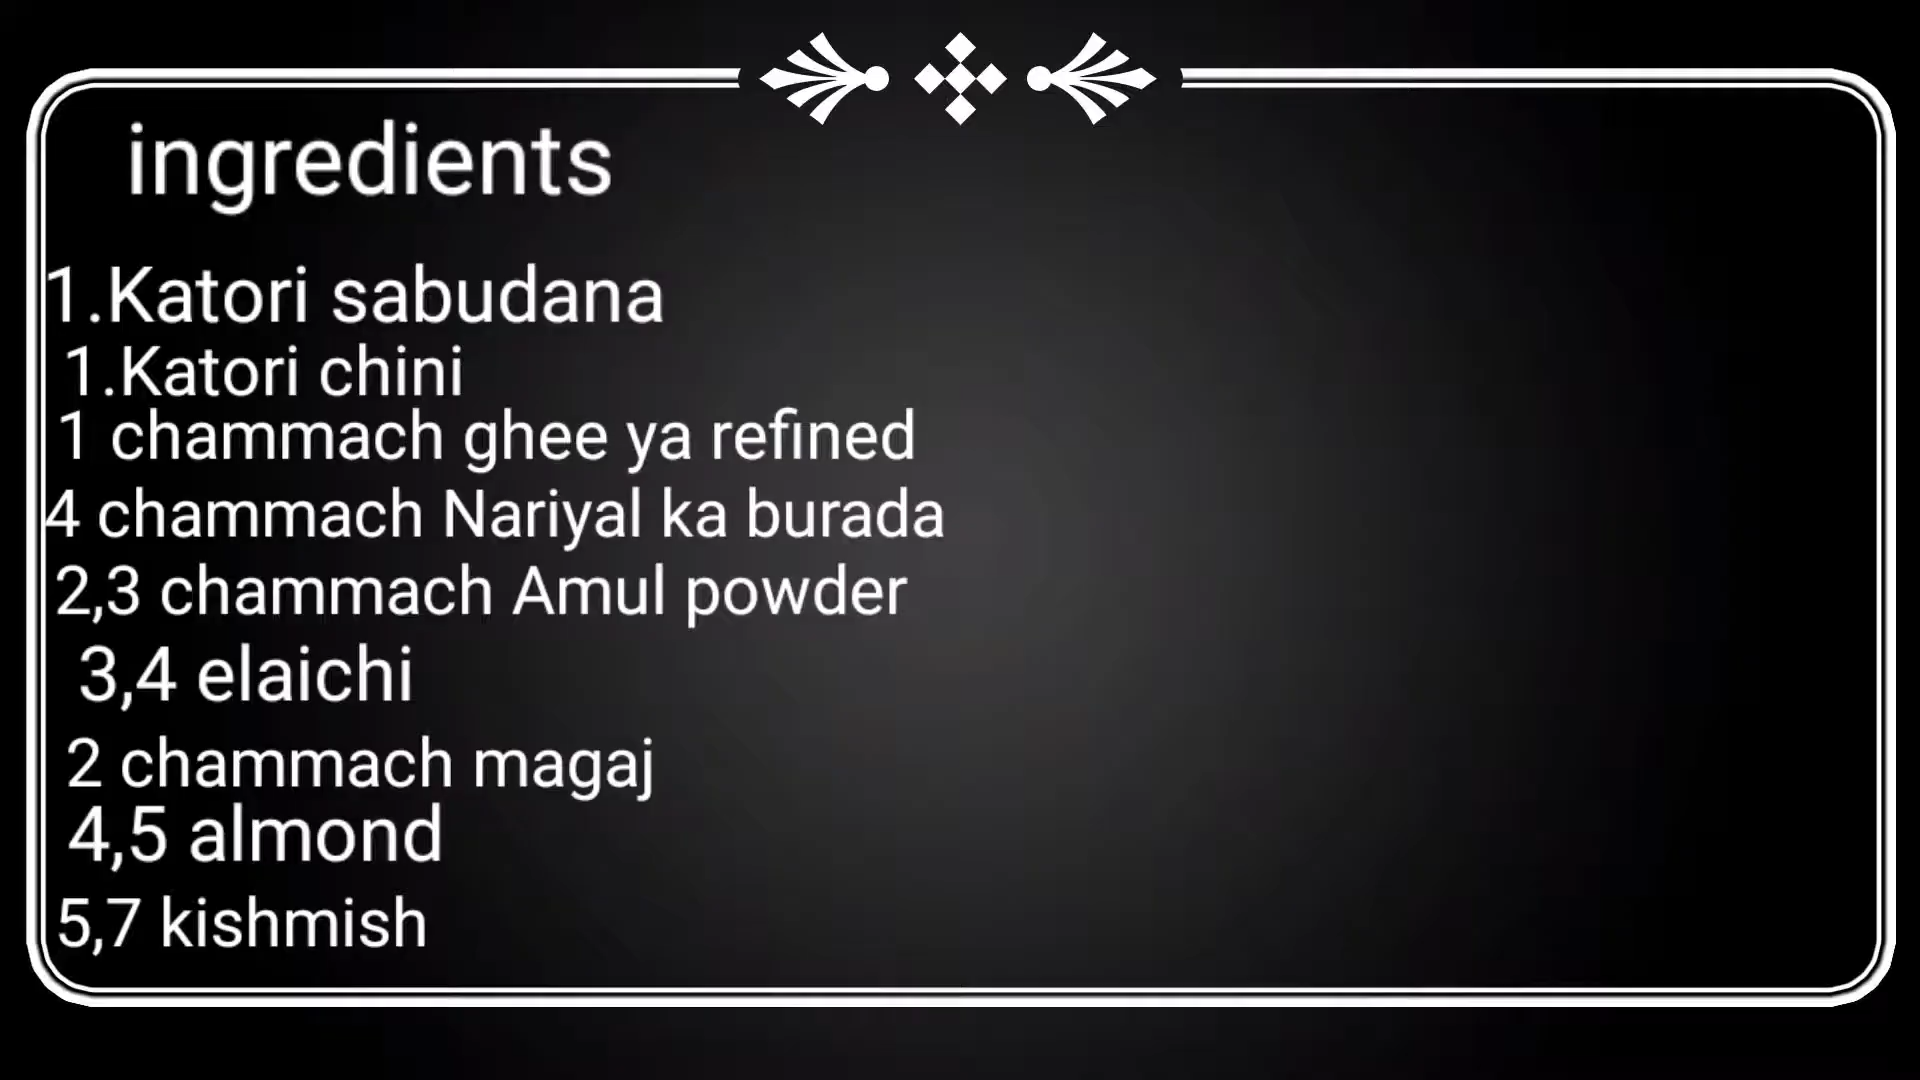 ingredients
1.Katori sabudana
1.Katori chini
1 chammach ghee ya refined
4 chammach Nariyal ka burada
2,3 chammach Amul powder
3,4 elaichi
2 chammach magaj
4,5 almond
5,7 kishmish